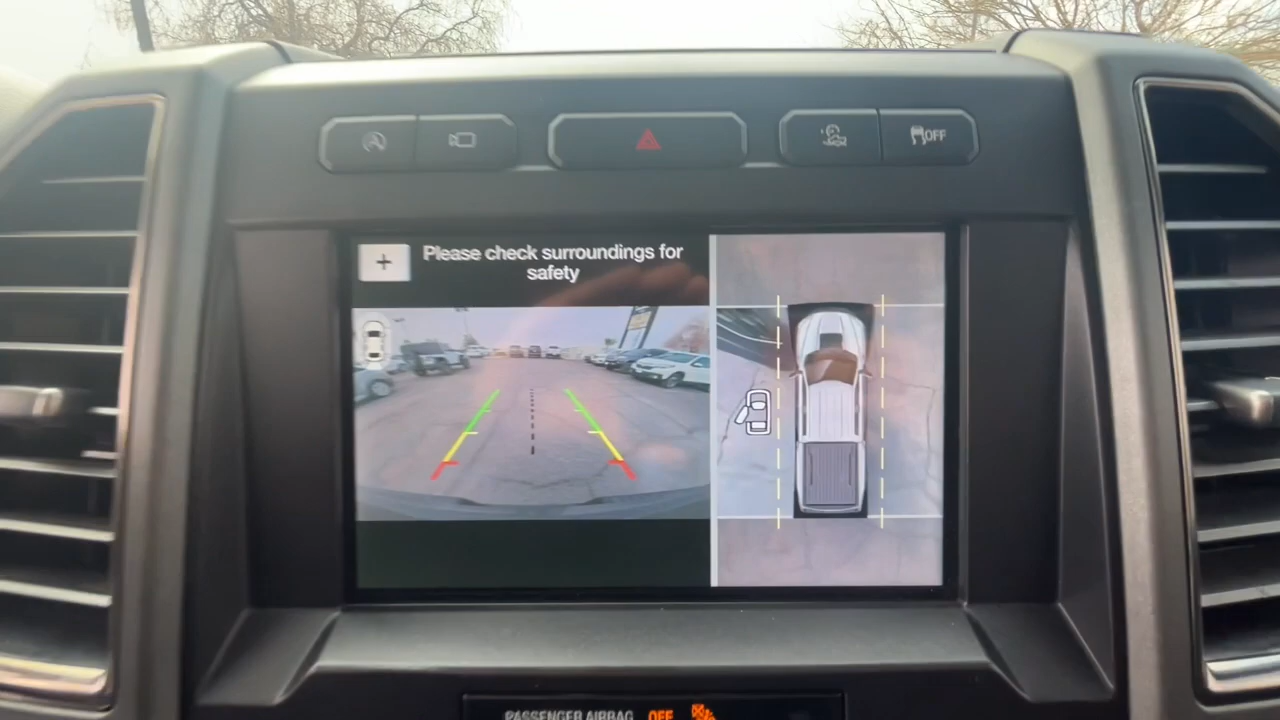 OFF
+
Please check surroundings for
safety
PASSENGER AIRBAG OFF